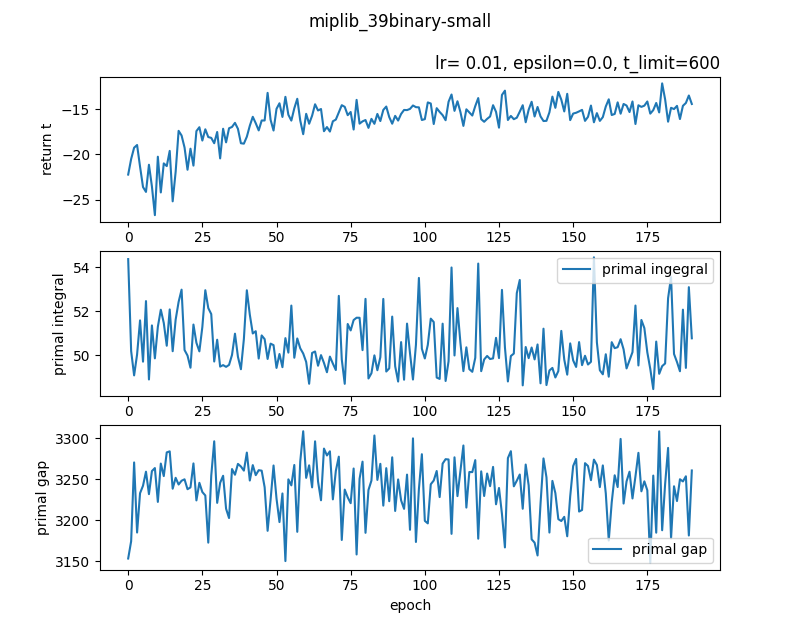 miplib_39binary-small
lr= 0.01, epsilon=0.0, t_limit=600
return t
−15
−20
−25
0 25 50 75 100 125 150 175
primal integral
54
52
50
primal ingegral
0 25 50 75 100 125 150 175
primal gap
3300
3250
3200
3150
primal gap
0 25 50 75 100 125 150 175
epoch